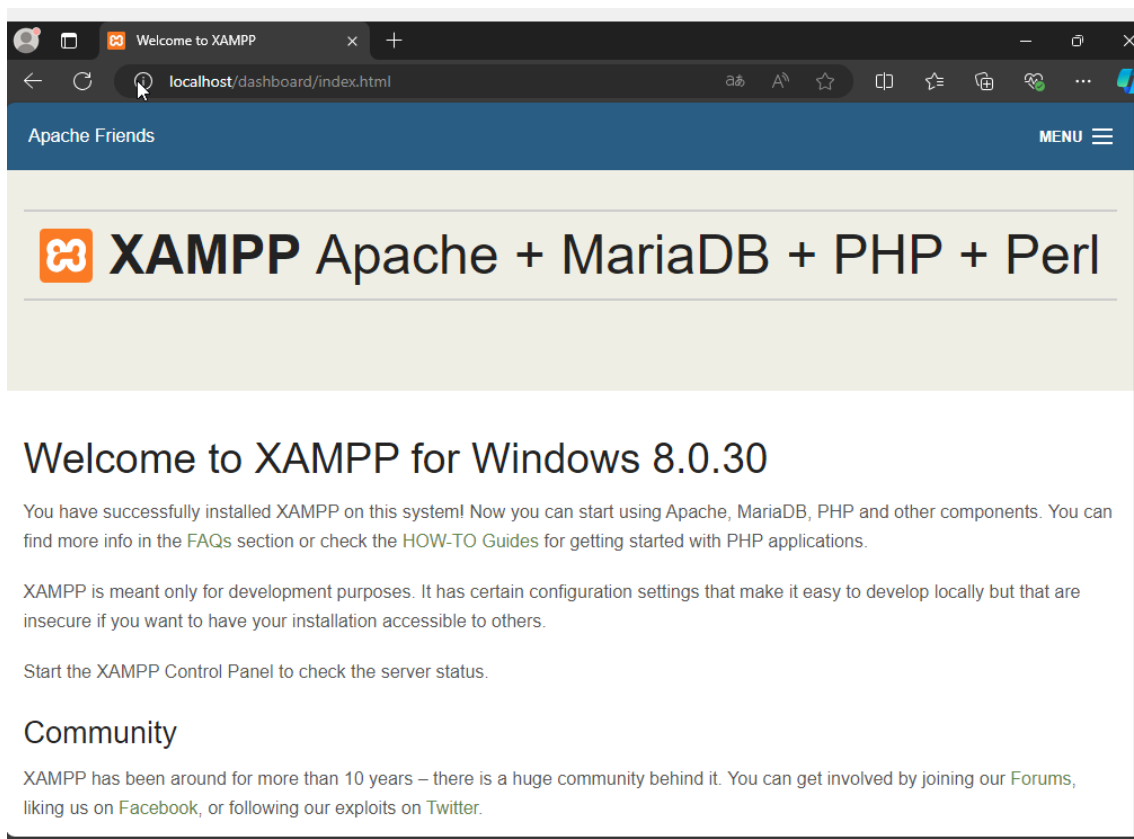 Welcome to XAMPP
localhost/dashboard/index.html
Apache Friends
MENU
XAMPP Apache + MariaDB + PHP + Perl
Welcome to XAMPP for Windows 8.0.30
You have successfully installed XAMPP on this system! Now you can start using Apache, MariaDB, PHP and other components. You can
find more info in the FAQs section or check the HOW-TO Guides for getting started with PHP applications.
XAMPP is meant only for development purposes. It has certain configuration settings that make it easy to develop locally but that are
insecure if you want to have your installation accessible to others.
Start the XAMPP Control Panel to check the server status.
Community
XAMPP has been around for more than 10 years – there is a huge community behind it. You can get involved by joining our Forums,
liking us on Facebook, or following our exploits on Twitter.